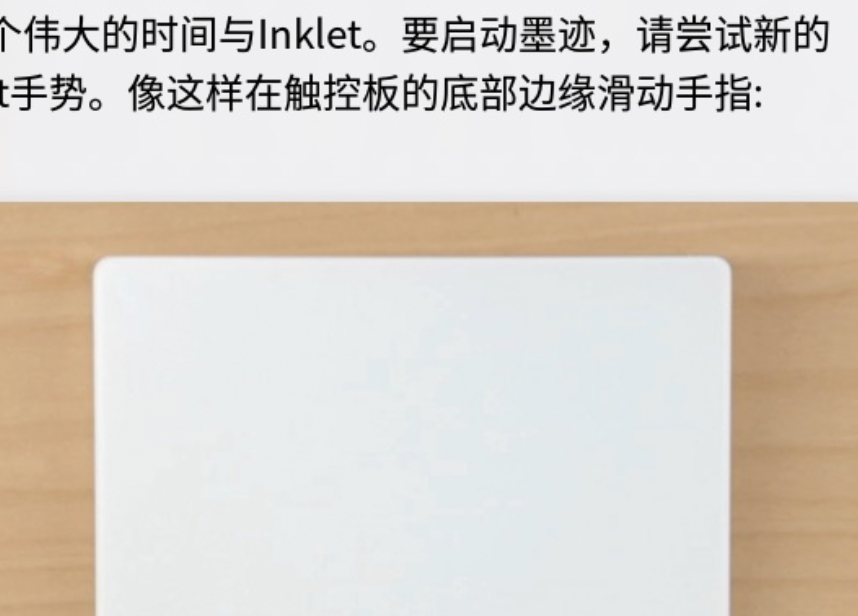 个伟大的时间与Inklet。要启动墨迹，请尝试新的
t手势。像这样在触控板的底部边缘滑动手指: